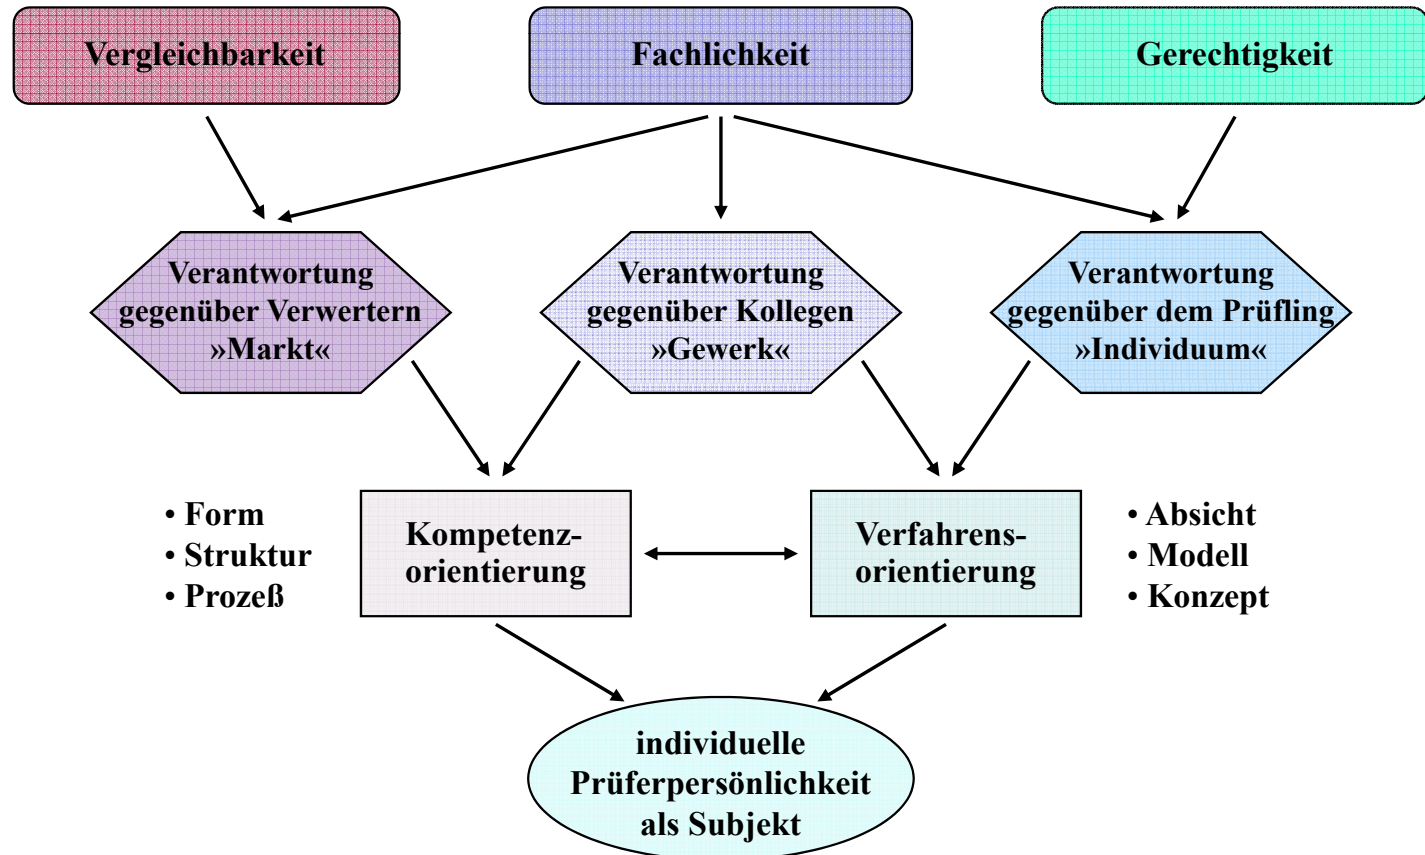 Vergleichbarkeit
Fachlichkeit
Gerechtigkeit
Verantwortung
gegenüber Verwertern
»Markt«
Verantwortung
gegenüber Kollegen
»Gewerk«
Verantwortung
gegenüber dem Prüfling
»Individuum«
• Form
• Struktur
• Prozeß
Kompetenz-
orientierung
Verfahrens-
orientierung
• Absicht
• Modell
• Konzept
individuelle
Prüferpersönlichkeit
als Subjekt